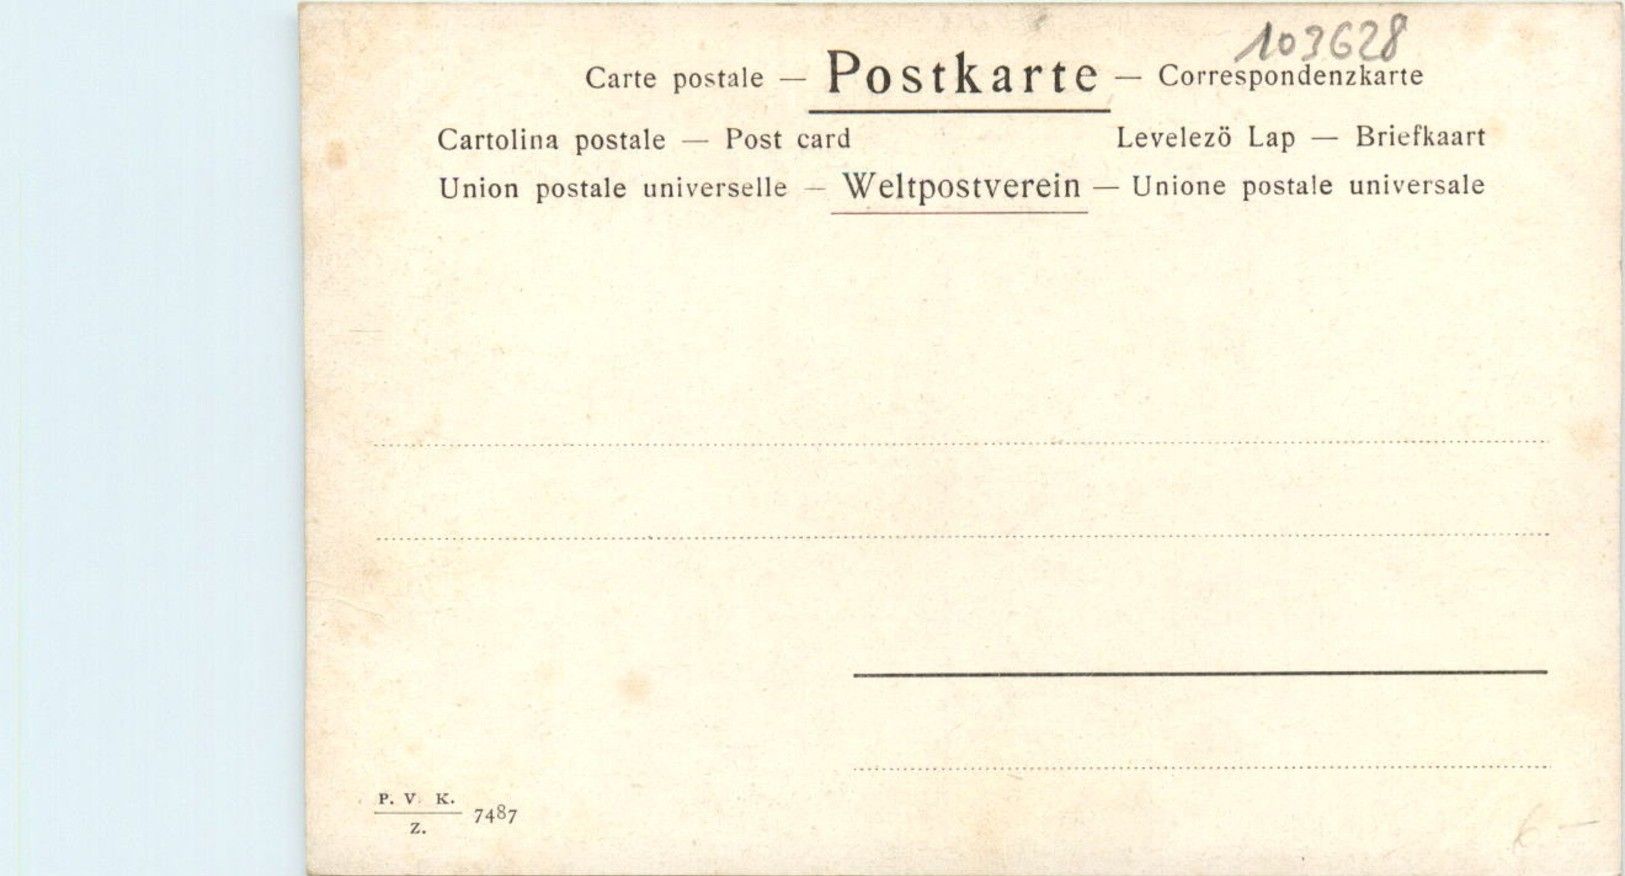 103628
Carte postale — Postkarte — Correspondenzkarte
Cartolina postale — Post card Levelezö Lap — Briefkaart
Union postale universelle — Weltpostverein — Unione postale universale
P. V. K.
Z.
7487
6 —